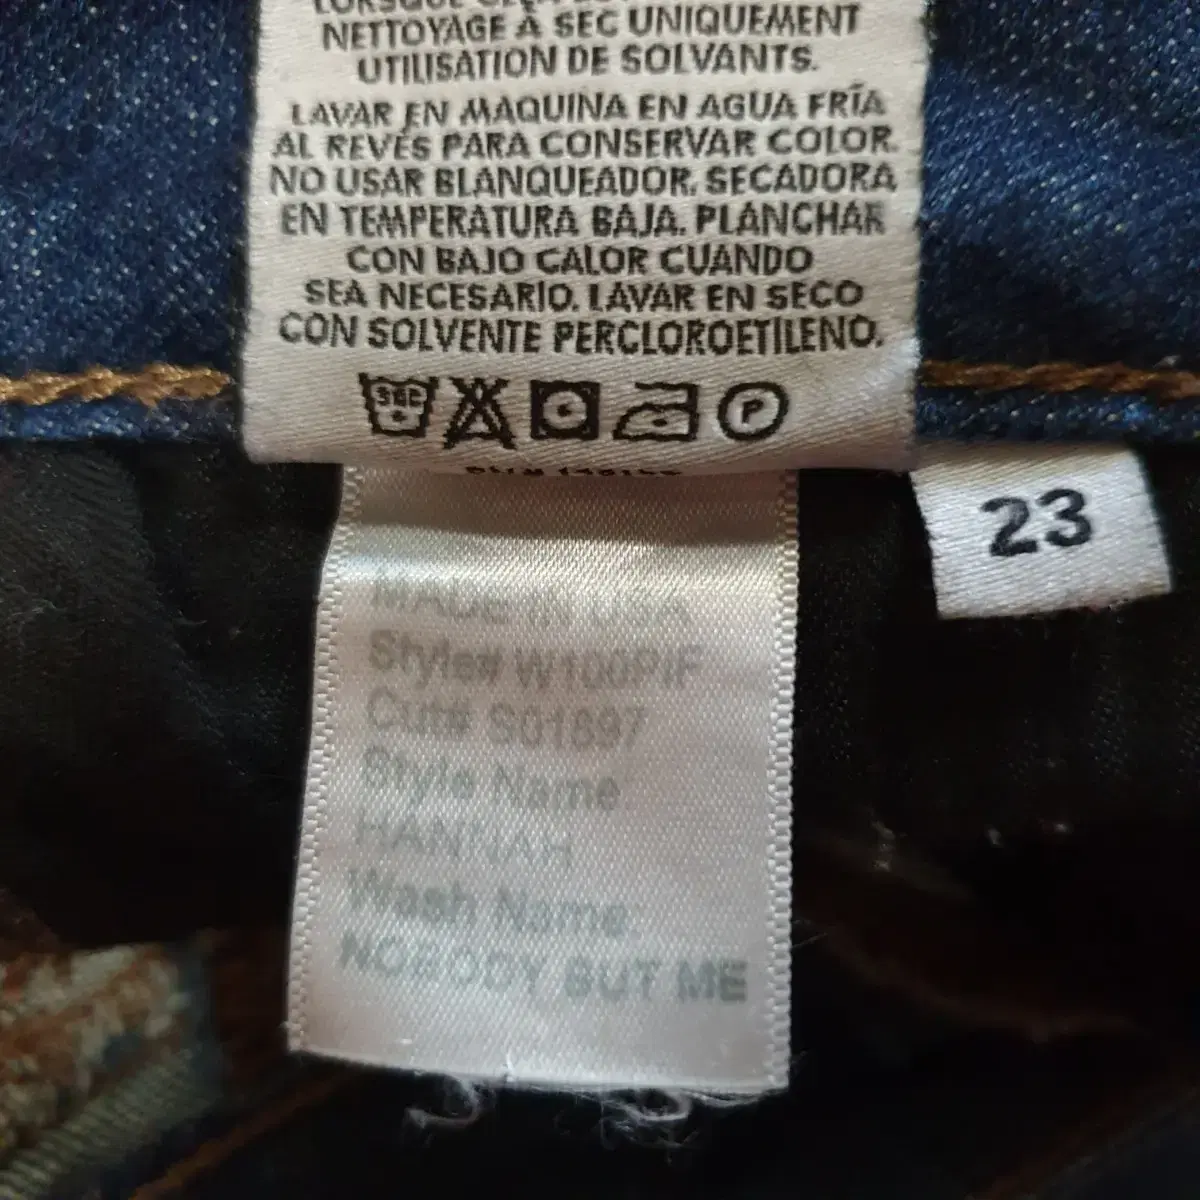 NETTOYAGE À SEC UNIQUEMENT
UTILISATION DE SOLVANTS.
LAVAR EN MAQUINA EN AGUA FRÍA
AL REVÉS PARA CONSERVAR COLOR.
NO USAR BLANQUEADOR. SECADORA
EN TEMPERATURA BAJA. PLANCHAR
CON BAJO CALOR CUANDO
SEA NECESARIO. LAVAR EN SECO
CON SOLVENTE PERCLOROETILENO.
P
23
MADE IN USA
Style# W100PIF
Cut# S01897
Style Name
HANNAH
Wash Name.
NOBODY BUT ME